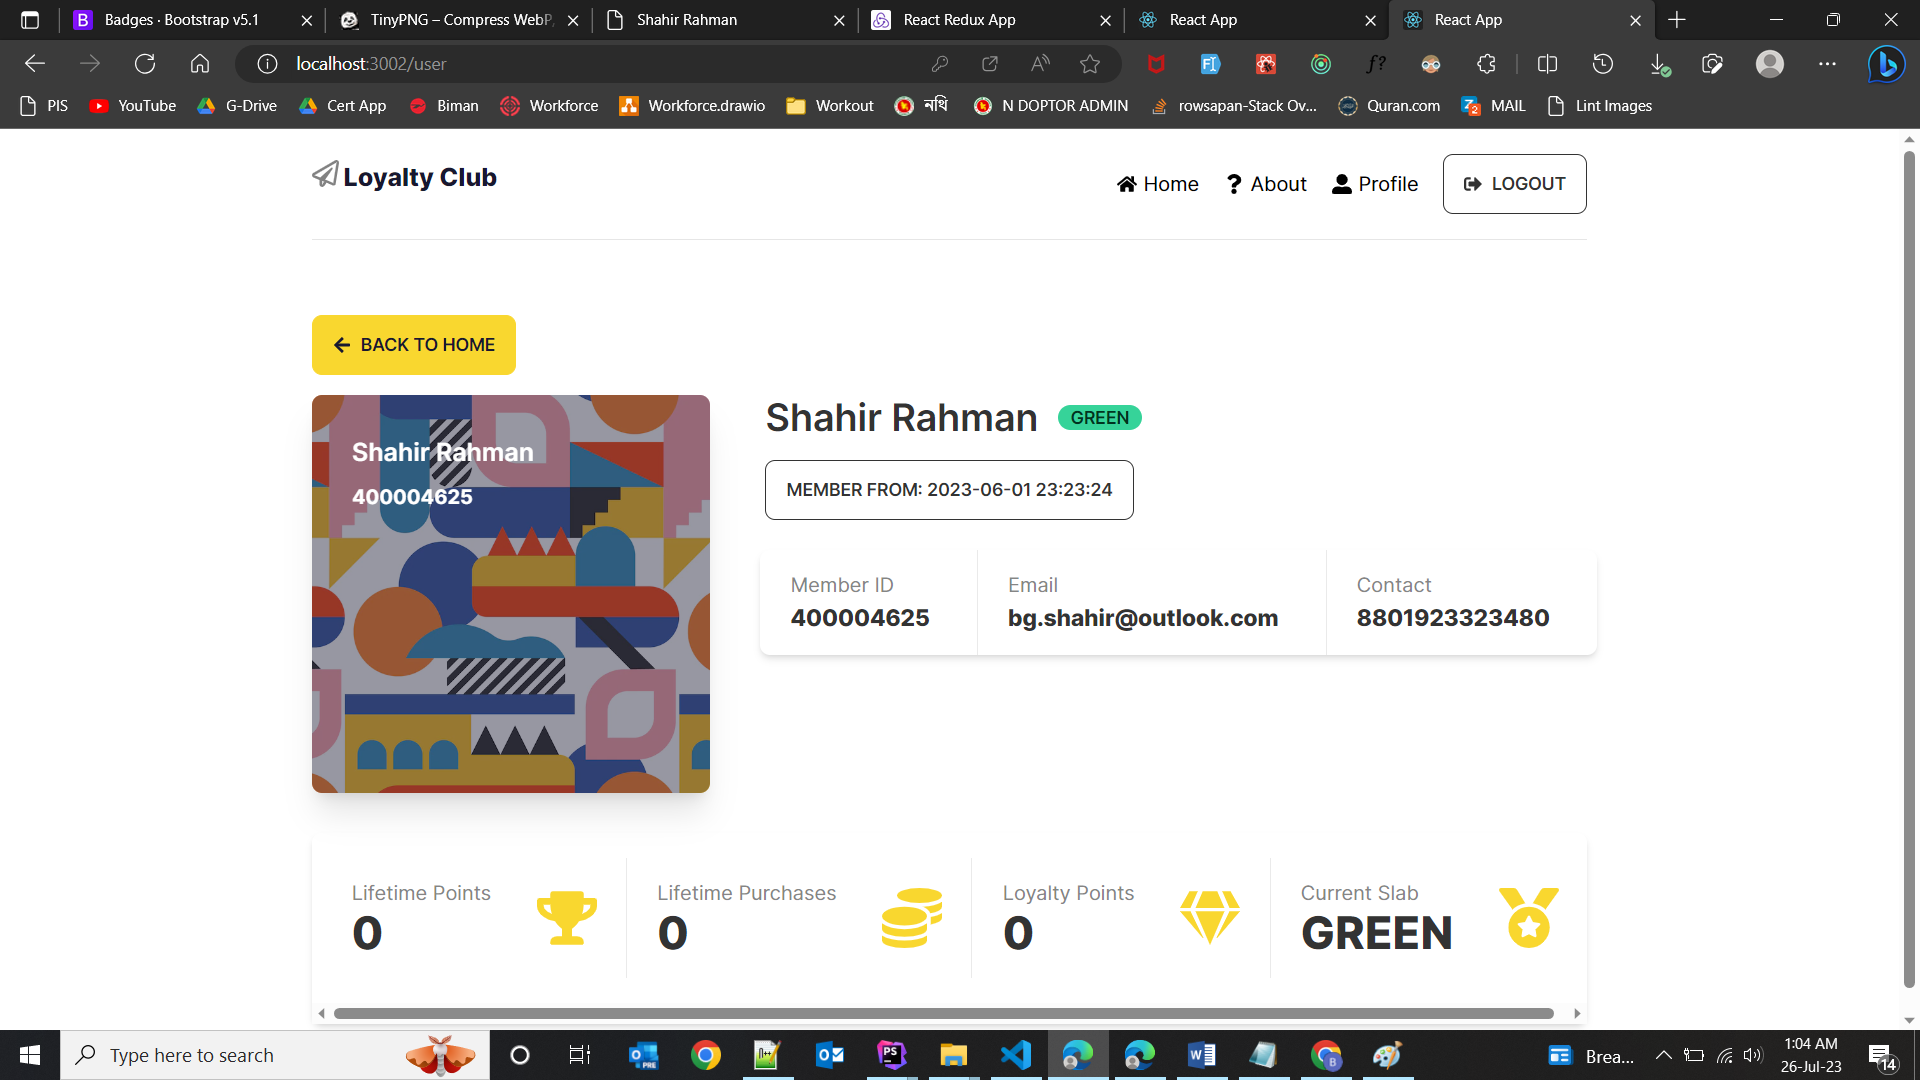 Badges · Bootstrap v5.1
TinyPNG – Compress WebP,
Shahir Rahman
React Redux App
React App
React App
localhost:3002/user
PIS
YouTube
G-Drive
Cert App
Biman
Workforce
Workforce.drawio
Workout
নথি
N DOPTOR ADMIN
rowsapan-Stack Ov...
Quran.com
MAIL
Lint Images
Loyalty Club
Home
About
Profile
LOGOUT
BACK TO HOME
Shahir Rahman
400004625
Shahir Rahman GREEN
MEMBER FROM: 2023-06-01 23:23:24
Member ID
400004625
Email
bg.shahir@outlook.com
Contact
8801923323480
Lifetime Points
0
Lifetime Purchases
0
Loyalty Points
0
Current Slab
GREEN
Type here to search
Brea...
1:04 AM
26-Jul-23
14